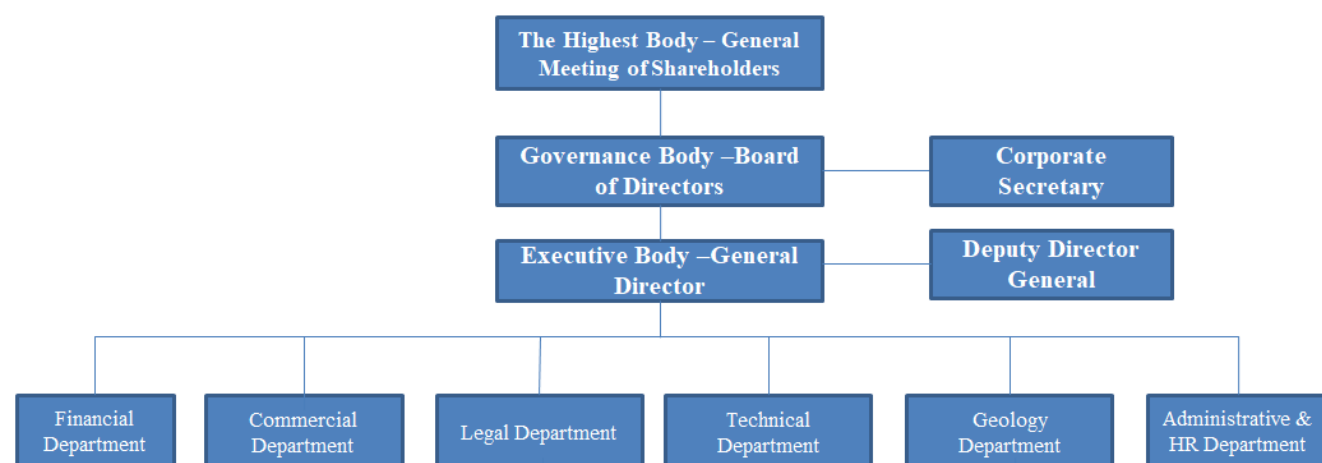 The Highest Body – General
Meeting of Shareholders
Governance Body –Board
of Directors
Corporate
Secretary
Executive Body –General
Director
Deputy Director
General
Financial
Department
Commercial
Department
Legal Department
Technical
Department
Geology
Department
Administrative &
HR Department